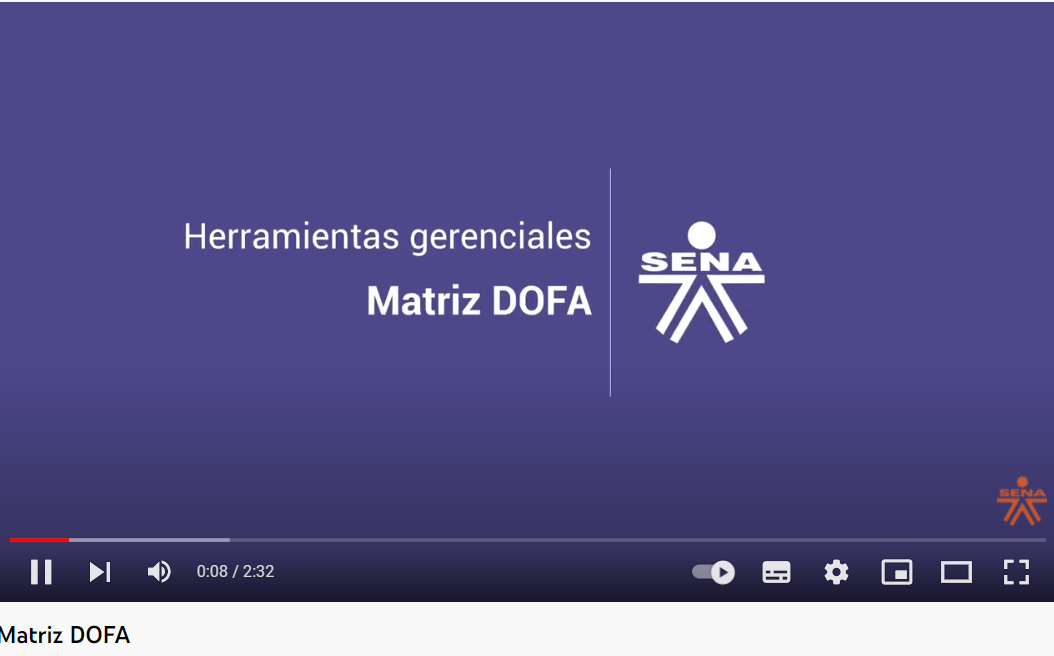 Herramientas gerenciales
Matriz DOFA
SENA
SENA
0:08 / 2:32
Matriz DOFA